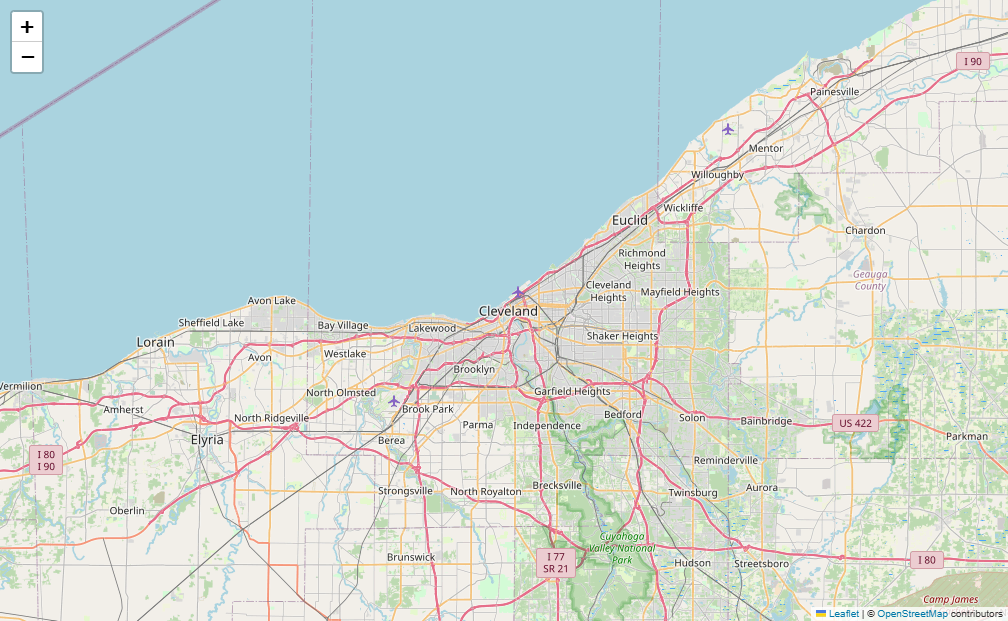 +
−
I 90
Painesville
Mentor
Willoughby
Wickliffe
Euclid
Chardon
Richmond
Heights
Geauga
County
Cleveland
Heights
Mayfield Heights
Avon Lake
Cleveland
Sheffield Lake
Bay Village
Lakewood
Shaker Heights
Lorain
Avon
Westlake
Brooklyn
Vermilion
North Olmsted
Garfield Heights
Amherst
Brook Park
North Ridgeville
Bedford
Solon
Bainbridge
US 422
Parma
Independence
Elyria
Berea
Parkman
I 80
I 90
Reminderville
Strongsville
North Royalton
Brecksville
Twinsburg
Aurora
Oberlin
Cuyahoga
Valley National
Park
Brunswick
I 77
SR 21
Hudson
Streetsboro
I 80
Camp James
Leaflet | © OpenStreetMap contributors